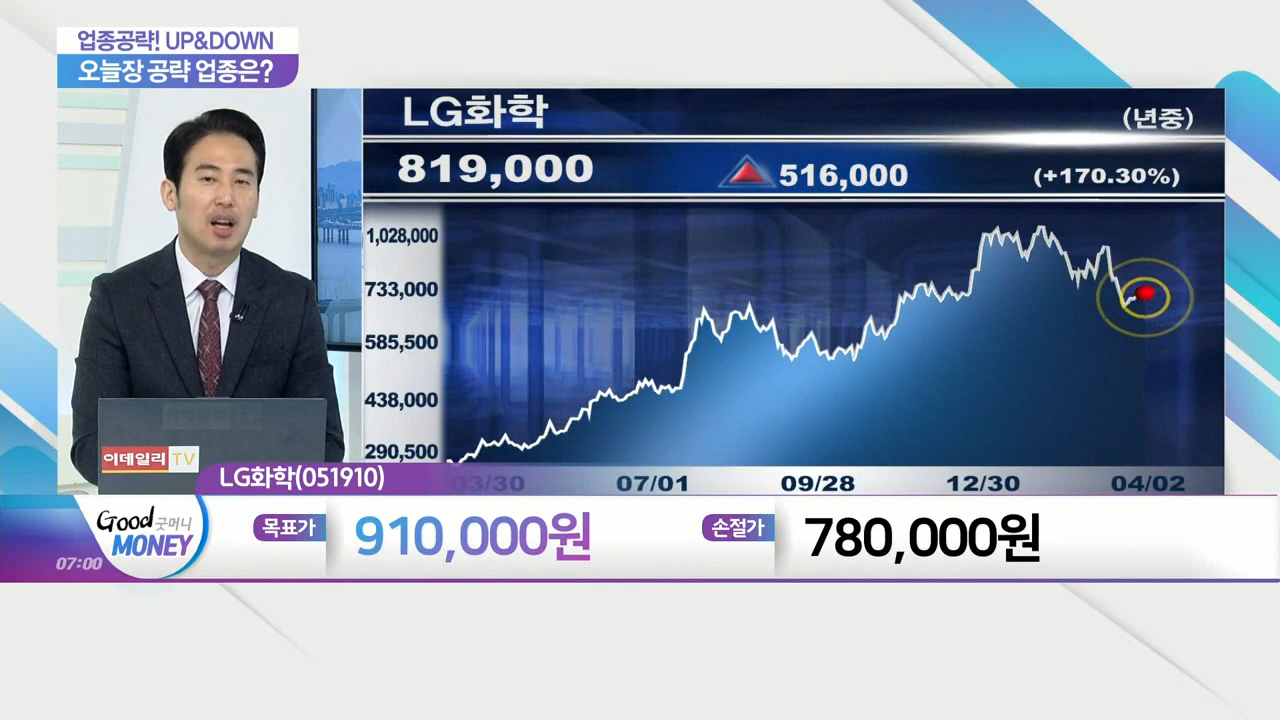 업종공략! UP&DOWN
오늘장 공략 업종은?
LG화학
(년중)
819,000
516,000
(+170.30%)
1,028,000
733,000
585,500
438,000
290,500
03/30
07/01
09/28
12/30
04/02
이데일리 TV
LG화학(051910)
Good 굿머니
MONEY
07:00
목표가
910,000원
손절가
780,000원